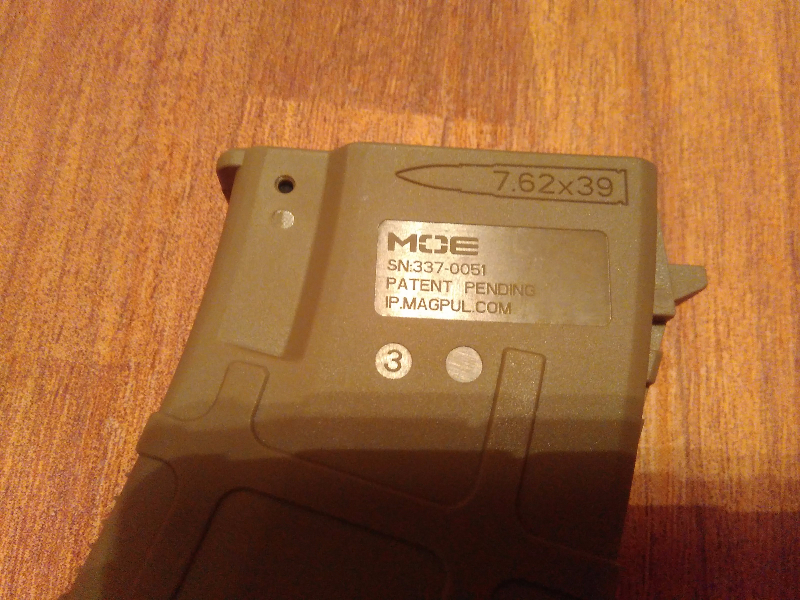 7.62x39
MOE
SN:337-0051
PATENT PENDING
IP.MAGPUL.COM
3